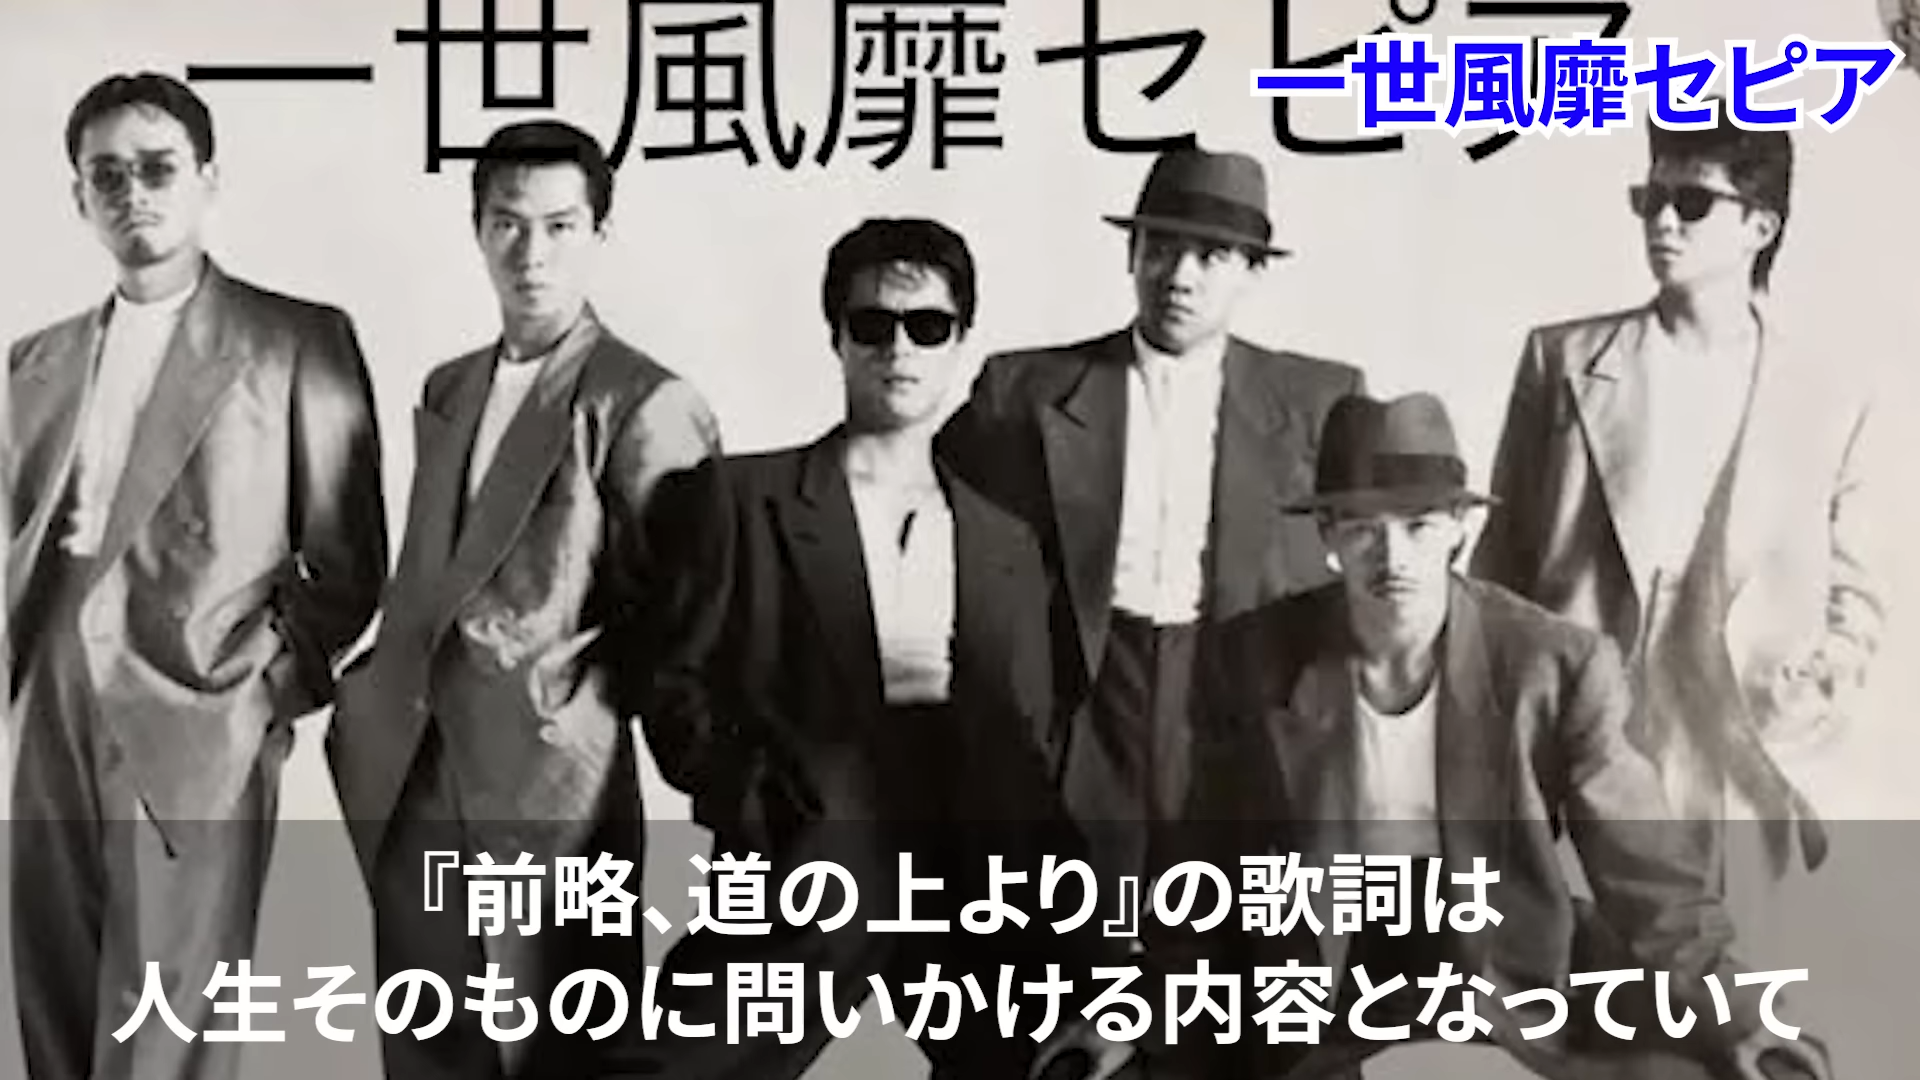 一世風靡セピア
一世風靡セピア
『前略、道の上より』の歌詞は
人生そのものに問いかける内容となっていて